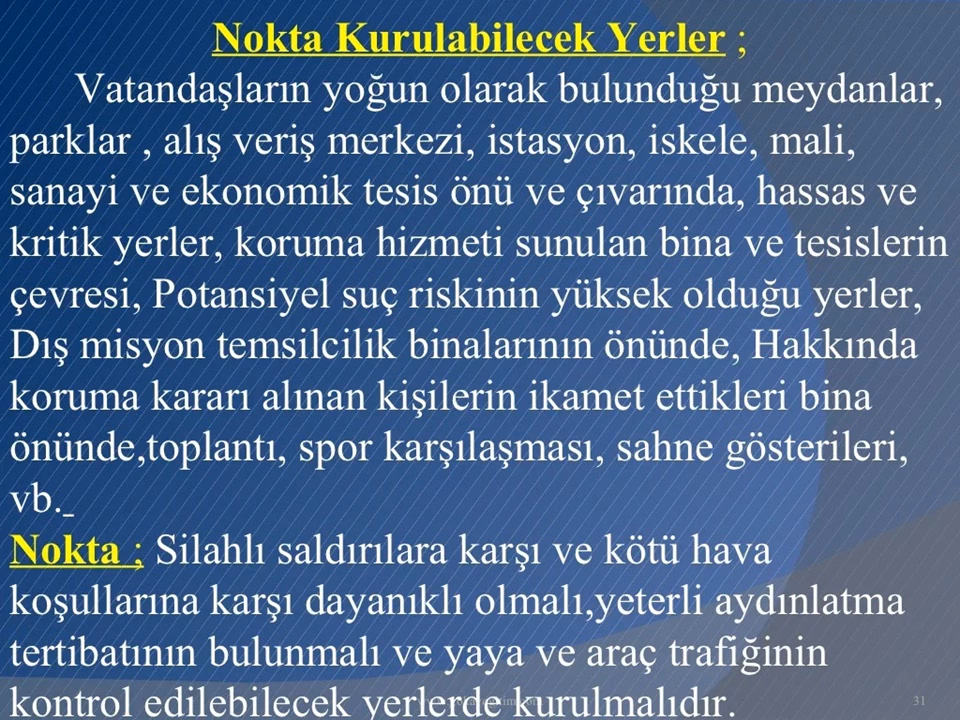 Nokta Kurulabilecek Yerler ;
Vatandaşların yoğun olarak bulunduğu meydanlar,
parklar , alış veriş merkezi, istasyon, iskele, mali,
sanayi ve ekonomik tesis önü ve çıvarında, hassas ve
kritik yerler, koruma hizmeti sunulan bina ve tesislerin
çevresi, Potansiyel suç riskinin yüksek olduğu yerler,
Dış misyon temsilcilik binalarının önünde, Hakkında
koruma kararı alınan kişilerin ikamet ettikleri bina
önünde,toplantı, spor karşılaşması, sahne gösterileri,
vb.
Nokta ; Silahlı saldırılara karşı ve kötü hava
koşullarına karşı dayanıklı olmalı,yeterli aydınlatma
tertibatının bulunmalı ve yaya ve araç trafiğinin
kontrol edilebilecek yerlerde kurulmalıdır.
31